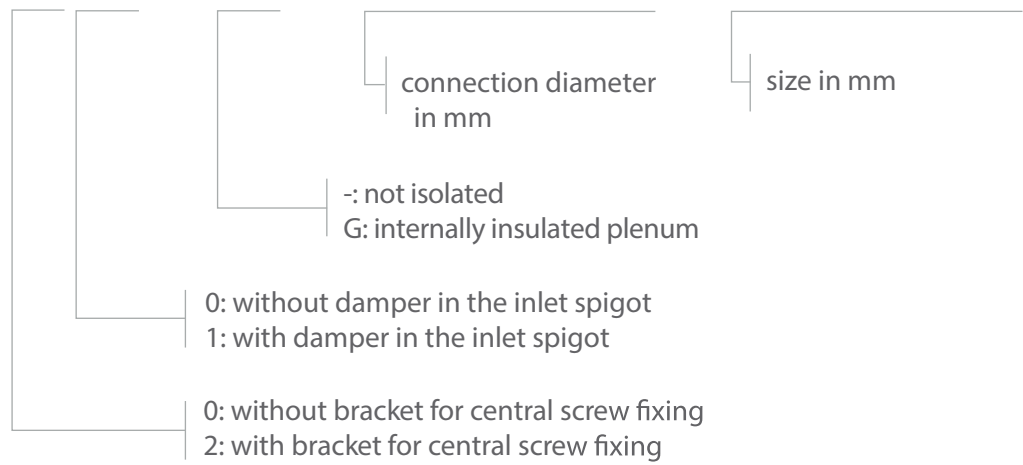 connection diameter
in mm
size in mm
-: not isolated
G: internally insulated plenum
0: without damper in the inlet spigot
1: with damper in the inlet spigot
0: without bracket for central screw fixing
2: with bracket for central screw fixing